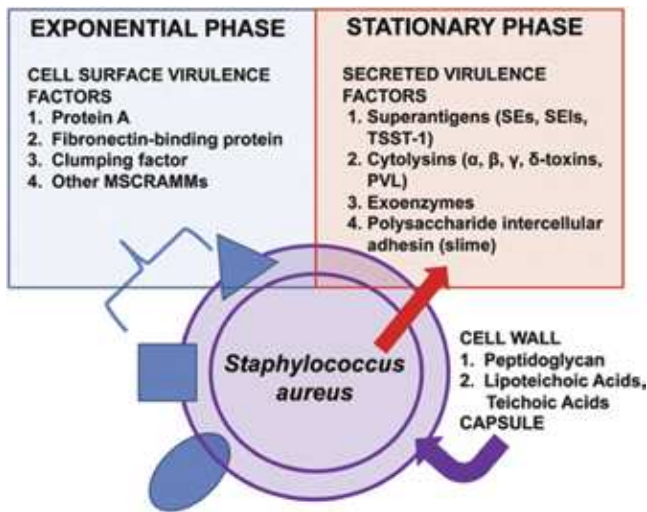 EXPONENTIAL PHASE
CELL SURFACE VIRULENCE
FACTORS
1. Protein A
2. Fibronectin-binding protein
3. Clumping factor
4. Other MSCRAMMs
STATIONARY PHASE
SECRETED VIRULENCE
FACTORS
1. Superantigens (SEs, SEls,
TSST-1)
2. Cytolysins (α, β, γ, δ-toxins,
PVL)
3. Exoenzymes
4. Polysaccharide intercellular
adhesin (slime)
Staphylococcus
aureus
CELL WALL
1. Peptidoglycan
2. Lipoteichoic Acids,
Teichoic Acids
CAPSULE